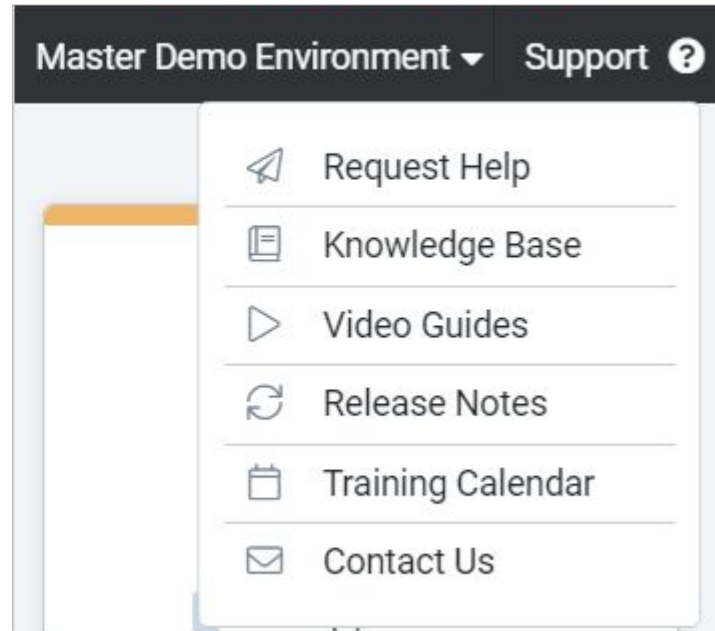 Master Demo Environment Support ?
Request Help
Knowledge Base
Video Guides
Release Notes
Training Calendar
Contact Us